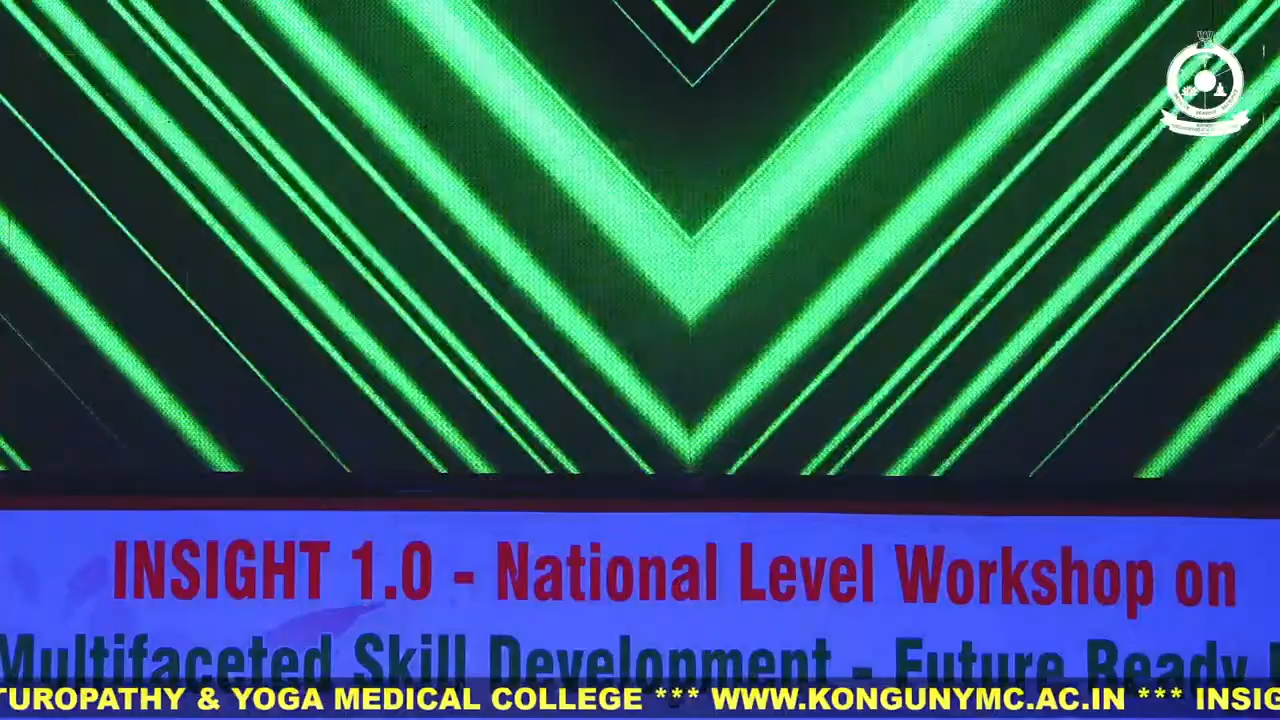 INSIGHT 1.0 - National Level Workshop on
Multifaceted Skill Development - Future Ready
TUROPATHY & YOGA MEDICAL COLLEGE *** WWW.KONGUNYMC.AC.IN *** INSIG